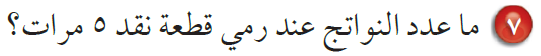 ٧ ما عدد النواتج عند رمي قطعة نقد ٥ مرات؟